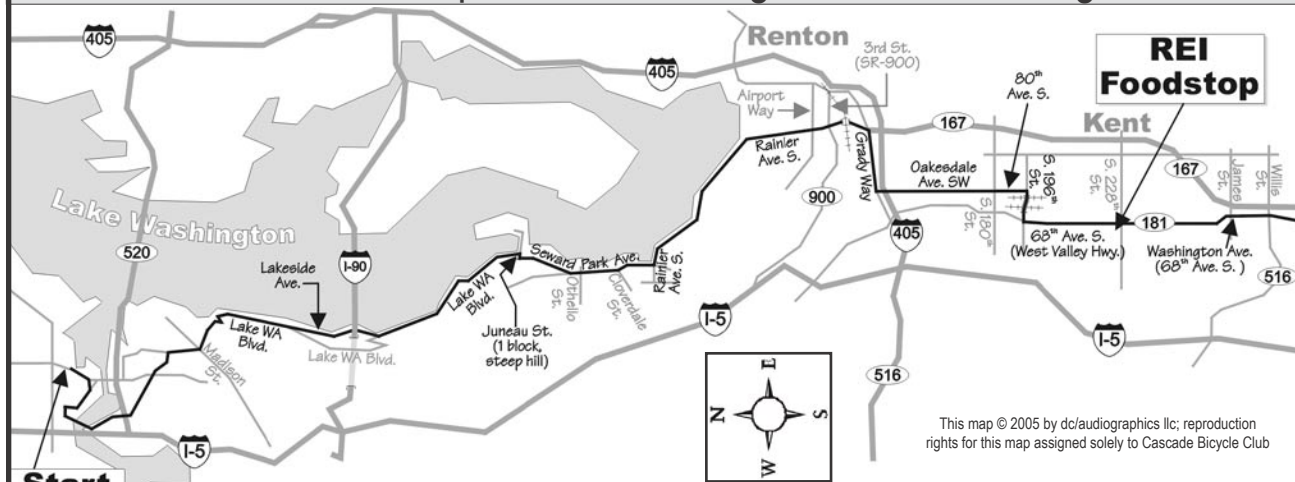 405
Renton
3rd St.
(SR-900)
REI
Foodstop
405
80th
Ave. S.
Airport
Way
167
Kent
Rainier
Ave. S.
Grady Way
Oakesdale
Ave. SW
S. 196th
St.
S. 228th
St.
167
James
St.
Willis
St.
Lake Washington
900
S. 180th
St.
520
I-90
Lakeside
Ave.
Seward Park Ave.
Rainier
Ave. S.
405
68th Ave. S.
(West Valley Hwy.)
181
Washington Ave.
(68th Ave. S.)
516
Lake WA
Blvd.
Othello
St.
Cloverdale
St.
Lake WA
Blvd.
Madison
St.
Lake WA Blvd.
Juneau St.
(1 block,
steep hill)
I-5
I-5
516
N
E
S
W
This map © 2005 by dc/audiographics llc; reproduction
rights for this map assigned solely to Cascade Bicycle Club
I-5
Start